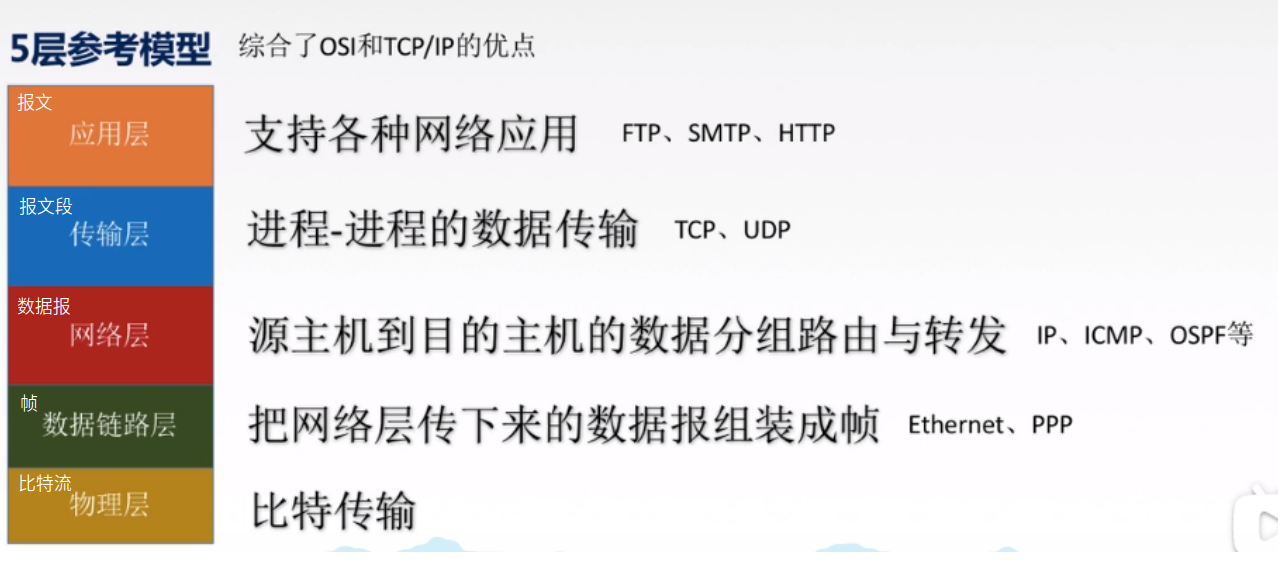 5层参考模型 综合了OSI和TCP/IP的优点
报文
应用层 支持各种网络应用 FTP、SMTP、HTTP
报文段
传输层 进程-进程的数据传输 TCP、UDP
数据报
网络层 源主机到目的主机的数据分组路由与转发 IP、ICMP、OSPF等
帧
数据链路层 把网络层传下来的数据报组装成帧 Ethernet、PPP
比特流
物理层 比特传输